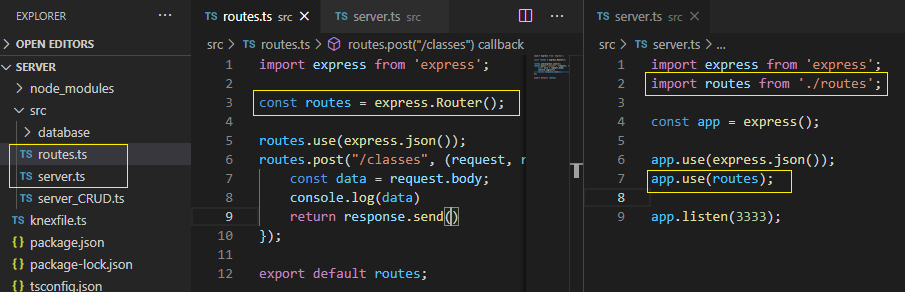 EXPLORER
OPEN EDITORS
SERVER
node_modules
src
database
TS routes.ts
TS server.ts
TS server_CRUD.ts
TS knexfile.ts
{} package.json
{} package-lock.json
tsconfig.json
TS routes.ts src
TS server.ts src
src > TS routes.ts > routes.post("/classes") callback
1 import express from 'express';
2
3 const routes = express.Router();
4
5 routes.use(express.json());
6 routes.post("/classes", (request, r
7 const data = request.body;
8 console.log(data)
9 return response.send()
10 });
11
12 export default routes;
TS server.ts src
src > TS server.ts > ...
1 import express from 'express';
2 import routes from './routes';
3
4 const app = express();
5
6 app.use(express.json());
7 app.use(routes);
8
9 app.listen(3333);